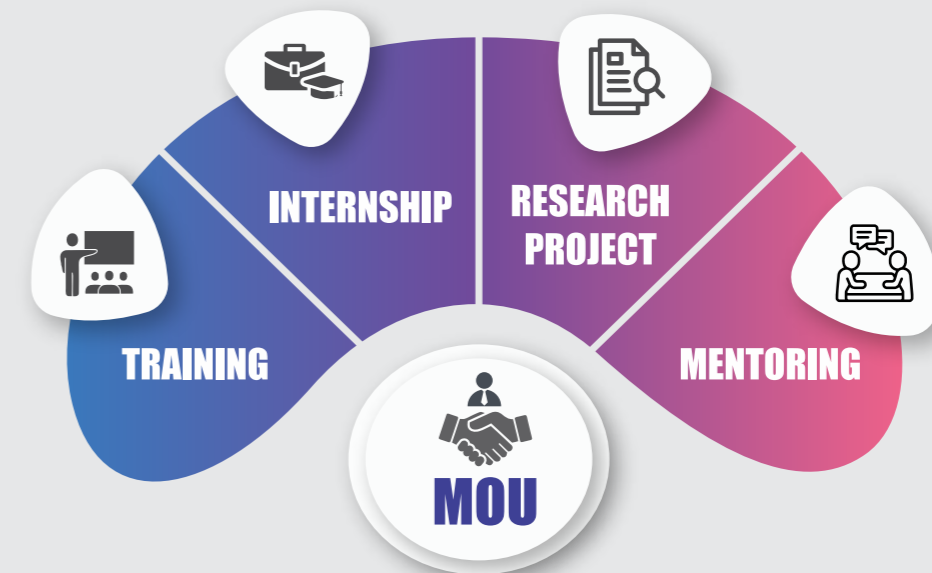 INTERNSHIP
RESEARCH
PROJECT
TRAINING
MENTORING
MOU